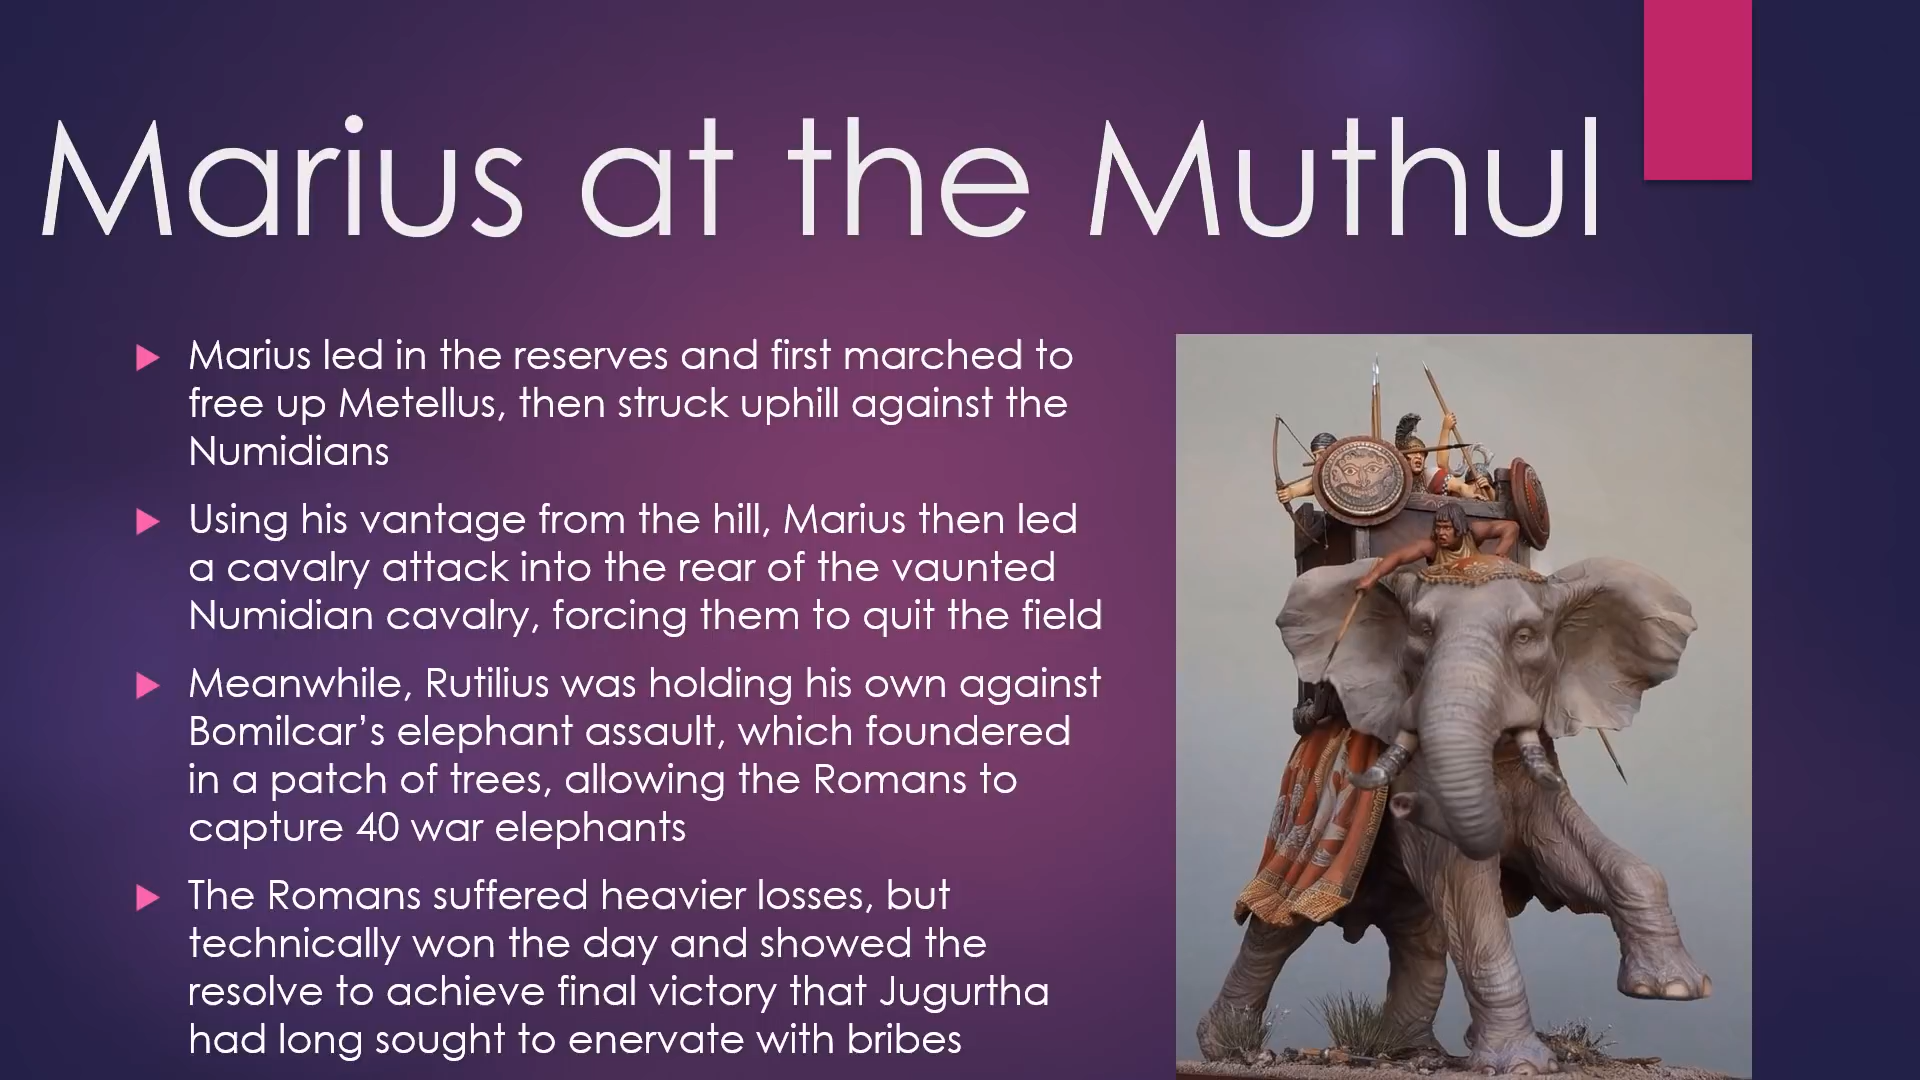 Marius at the Muthul
Marius led in the reserves and first marched to
free up Metellus, then struck uphill against the
Numidians
Using his vantage from the hill, Marius then led
a cavalry attack into the rear of the vaunted
Numidian cavalry, forcing them to quit the field
Meanwhile, Rutilius was holding his own against
Bomilcar’s elephant assault, which foundered
in a patch of trees, allowing the Romans to
capture 40 war elephants
The Romans suffered heavier losses, but
technically won the day and showed the
resolve to achieve final victory that Jugurtha
had long sought to enervate with bribes